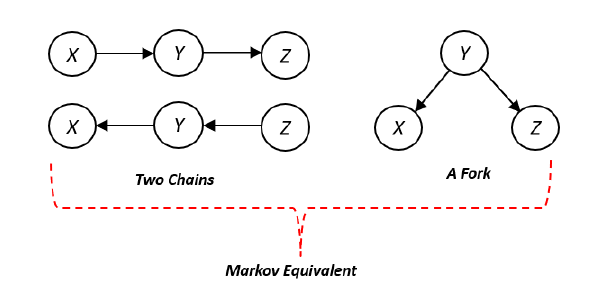 X Y Z
X Y Z
Two Chains
Y
X Z
A Fork
Markov Equivalent